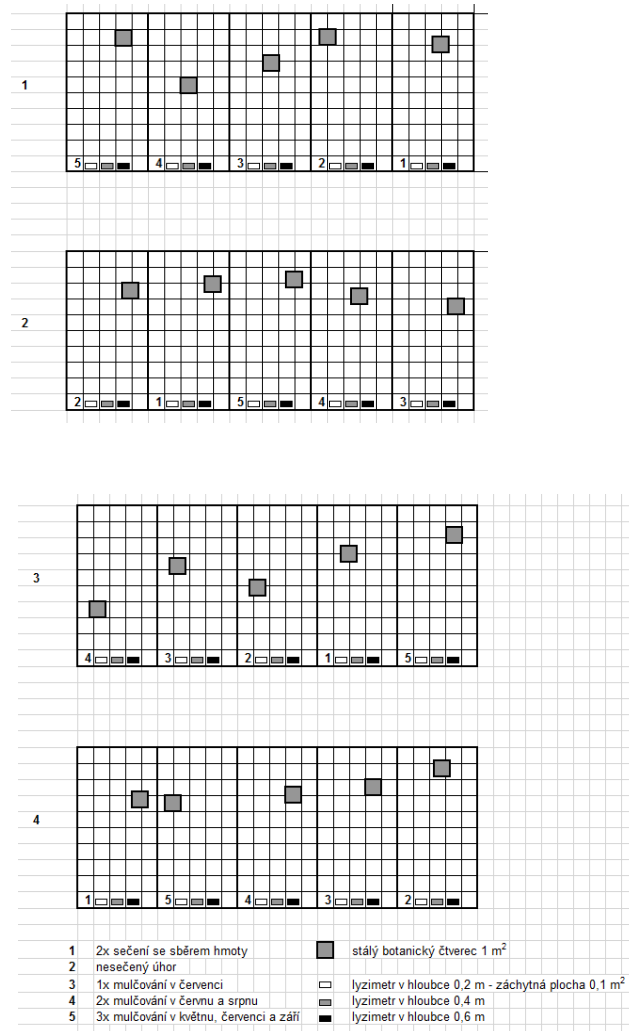 1
5 4 3 2 1
2
2 1 5 4 3
3
4 3 2 1 5
4
1 5 4 3 2
1 2x sečení se sběrem hmoty stálý botanický čtverec 1 m²
2 nesečený úhor
3 1x mulčování v červenci lyzimetr v hloubce 0,2 m - záchytná plocha 0,1 m²
4 2x mulčování v červnu a srpnu lyzimetr v hloubce 0,4 m
5 3x mulčování v květnu, červenci a září lyzimetr v hloubce 0,6 m